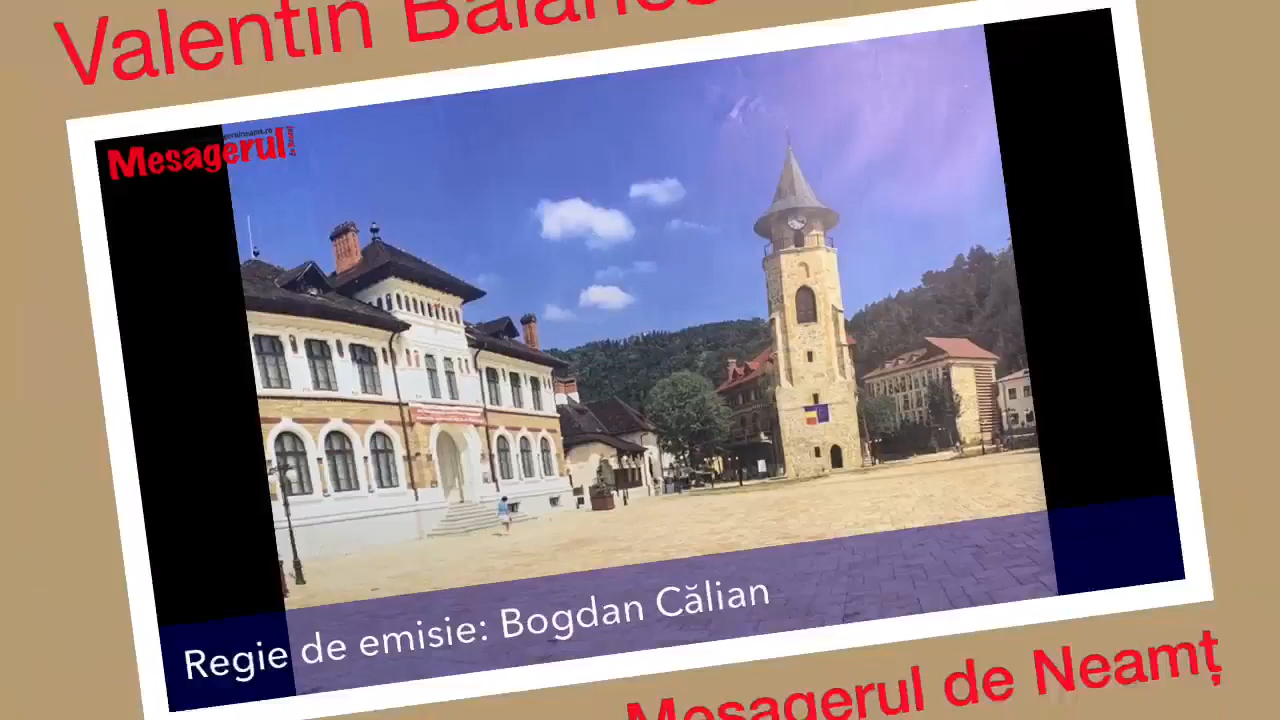 Valentin
Mesagerul
Regie de emisie: Bogdan Călian
Mesagerul de Neamț